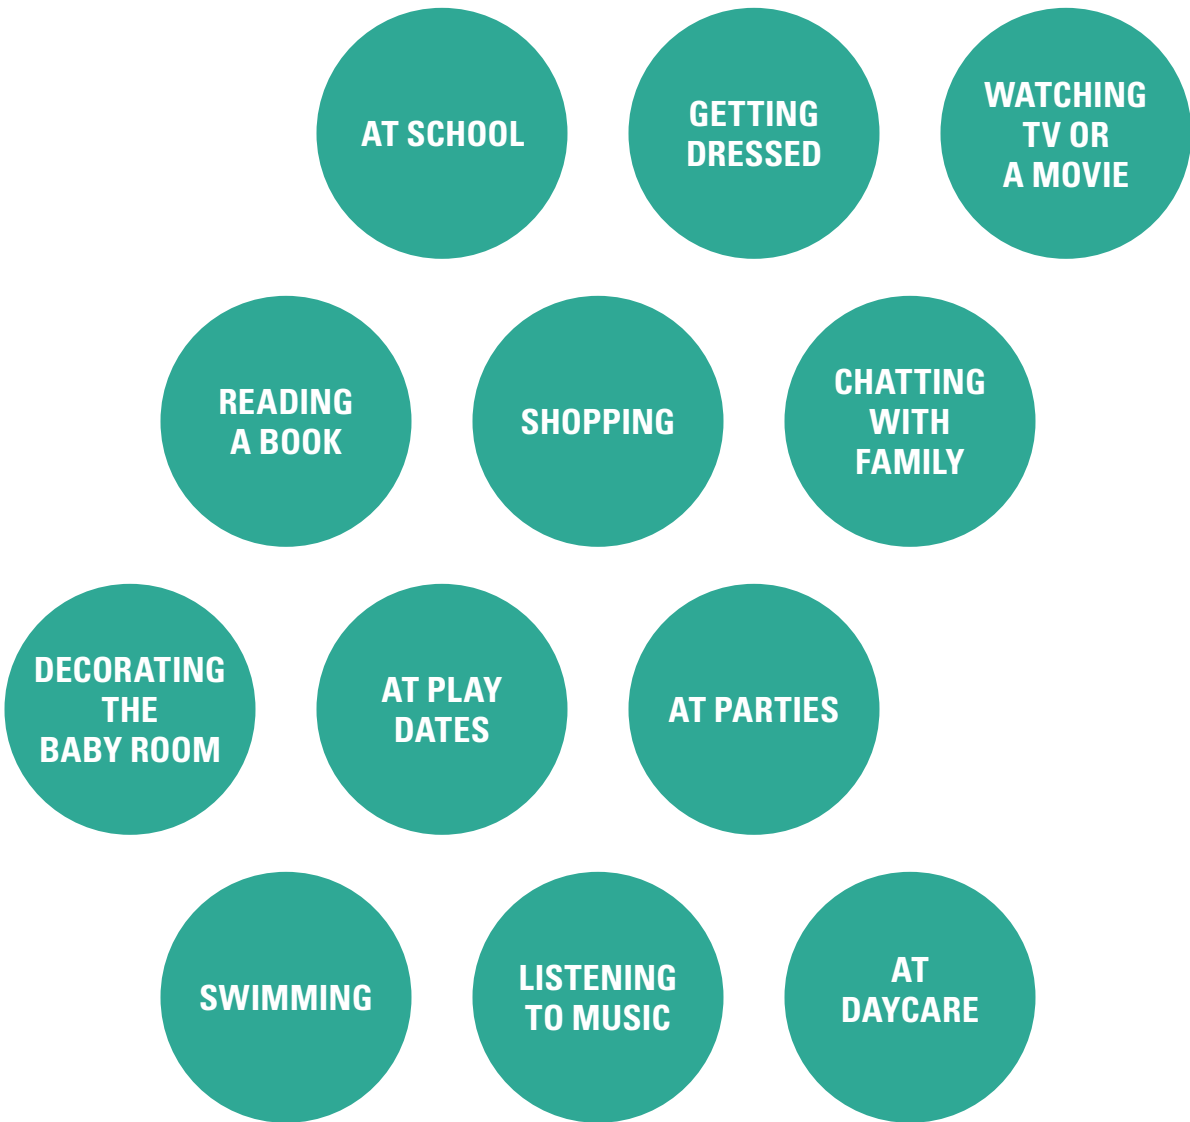 AT SCHOOL
GETTING
DRESSED
WATCHING
TV OR
A MOVIE
READING
A BOOK
SHOPPING
CHATTING
WITH
FAMILY
DECORATING
THE
BABY ROOM
AT PLAY
DATES
AT PARTIES
SWIMMING
LISTENING
TO MUSIC
AT
DAYCARE